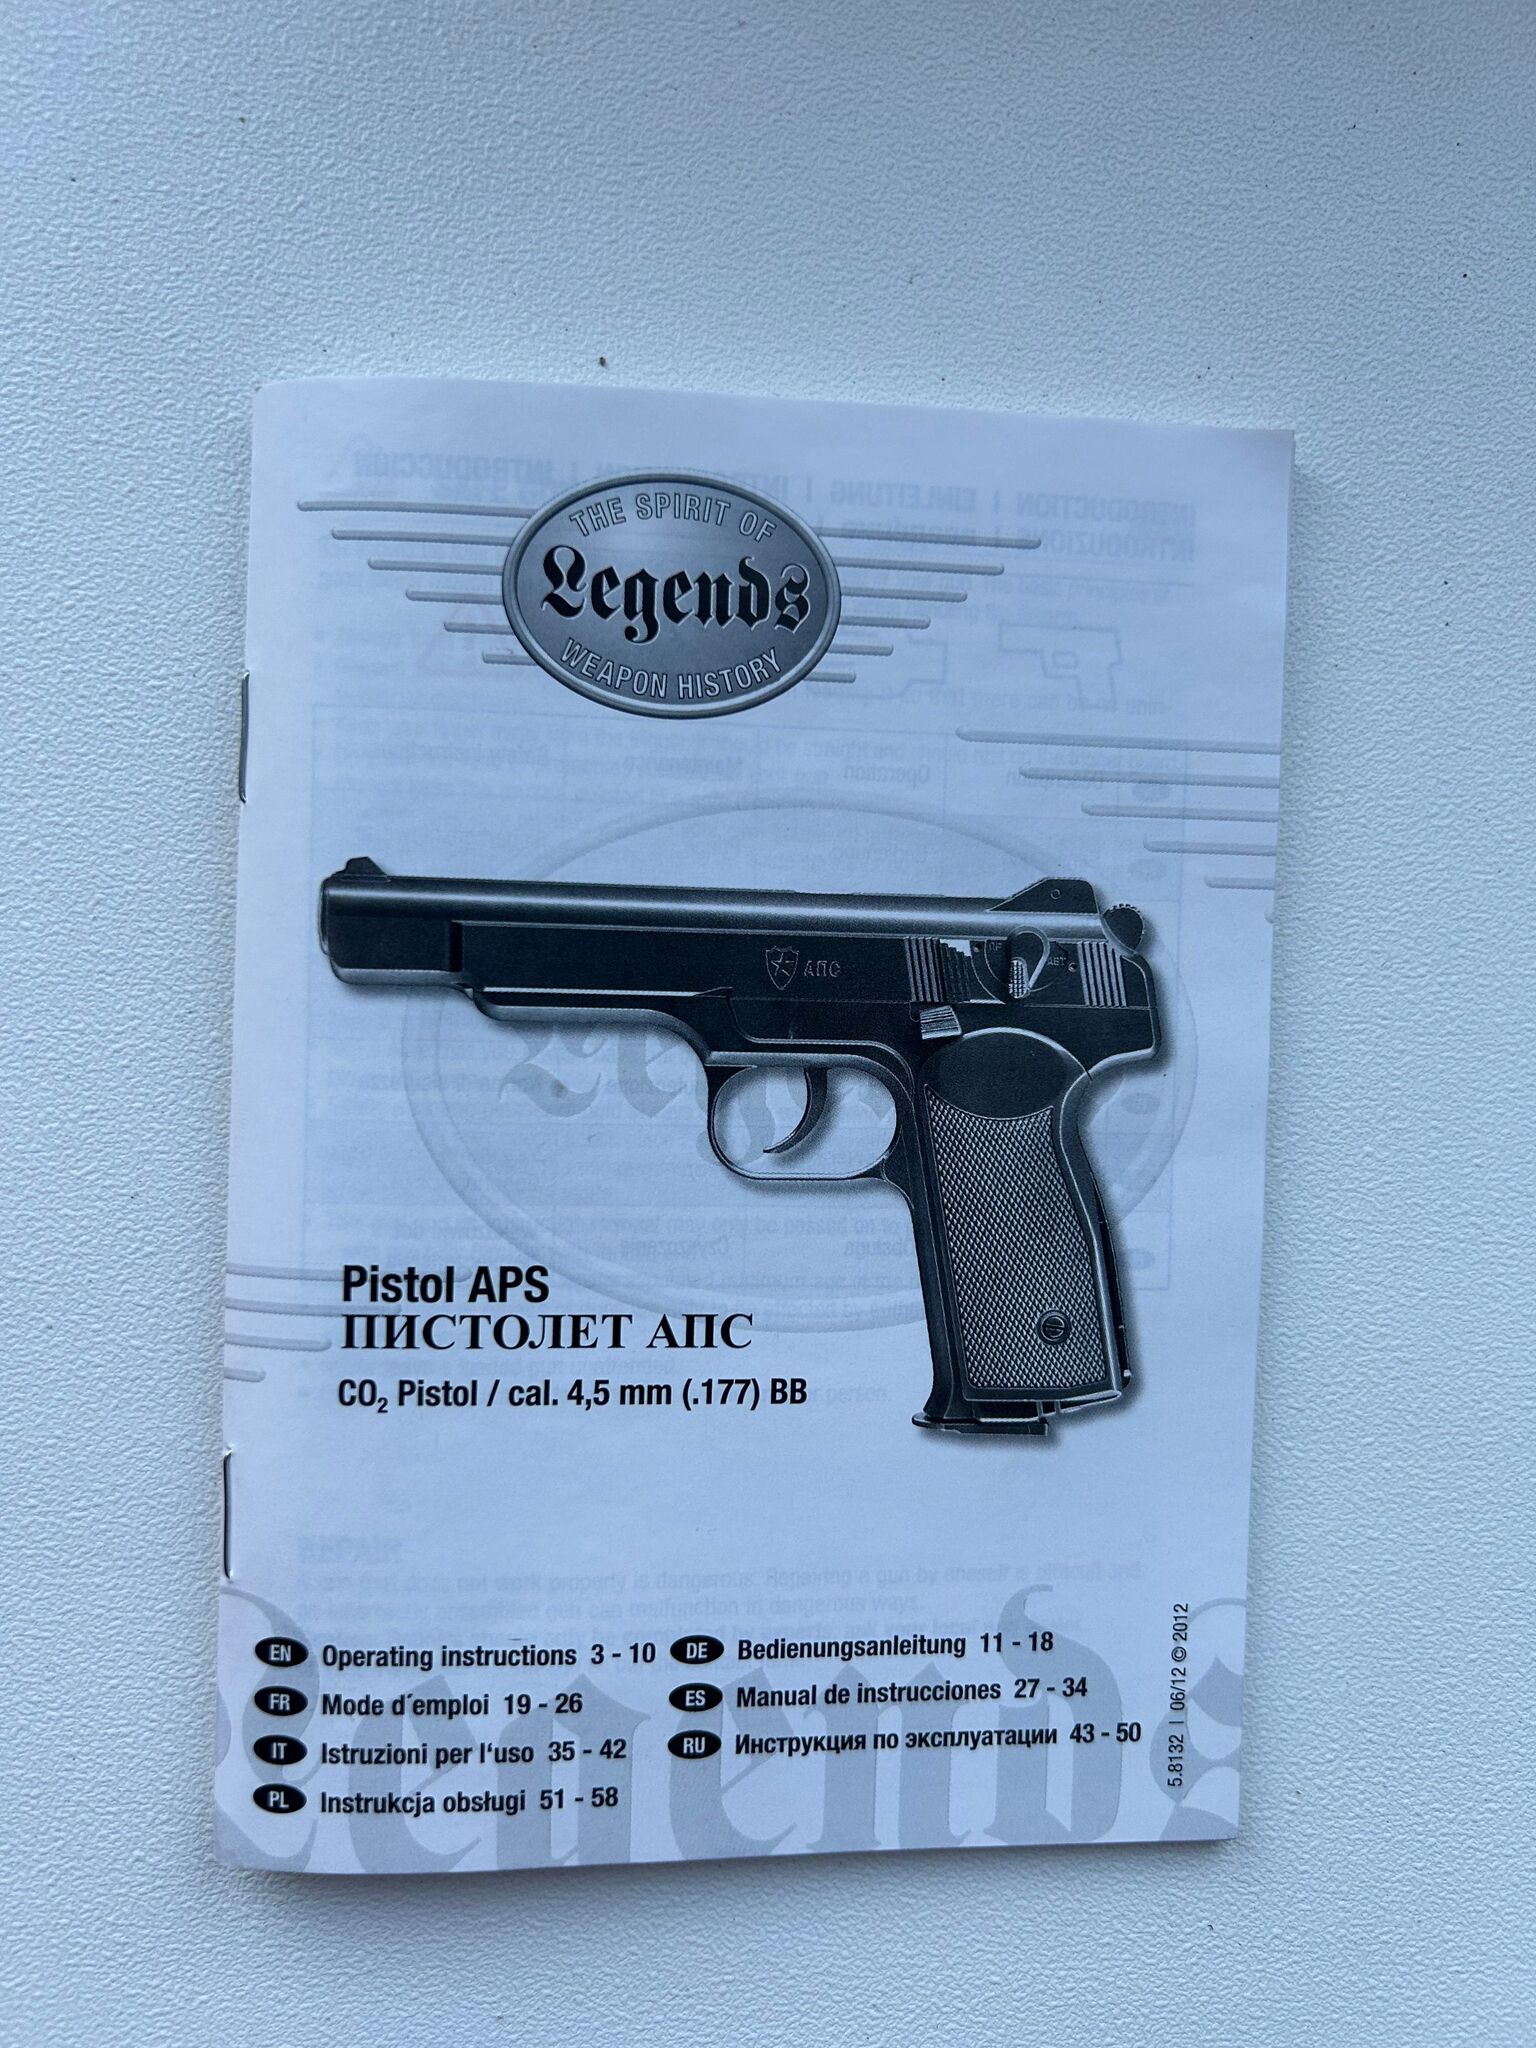 THE SPIRIT OF
Legends
WEAPON HISTORY
АПС
АВТ
Pistol APS
ПИСТОЛЕТ АПС
CO₂ Pistol / cal. 4,5 mm (.177) BB
EN Operating instructions 3 - 10
DE Bedienungsanleitung 11 - 18
FR Mode d´emploi 19 - 26
ES Manual de instrucciones 27 - 34
IT Istruzioni per l‘uso 35 - 42
RU Инструкция по эксплуатации 43 - 50
PL Instrukcja obsługi 51 - 58
5.8132 | 06/12 © 2012
Legends